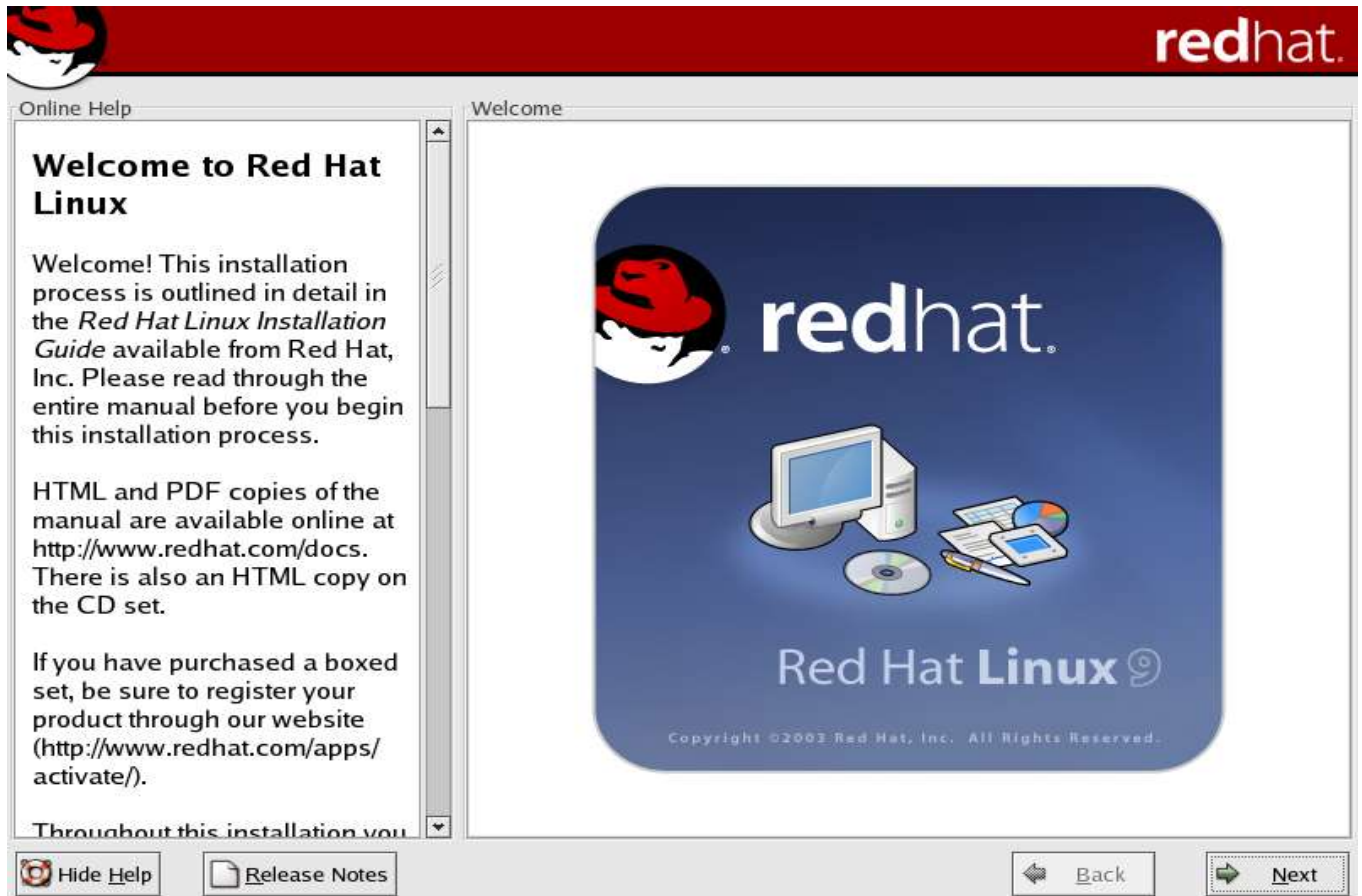 redhat.
Online Help
Welcome to Red Hat
Linux
Welcome! This installation
process is outlined in detail in
the Red Hat Linux Installation
Guide available from Red Hat,
Inc. Please read through the
entire manual before you begin
this installation process.
HTML and PDF copies of the
manual are available online at
http://www.redhat.com/docs.
There is also an HTML copy on
the CD set.
If you have purchased a boxed
set, be sure to register your
product through our website
(http://www.redhat.com/apps/
activate/).
Throughout this installation you
Welcome
redhat.
Red Hat Linux 9
Copyright ©2003 Red Hat, Inc. All Rights Reserved.
Hide Help
Release Notes
Back
Next